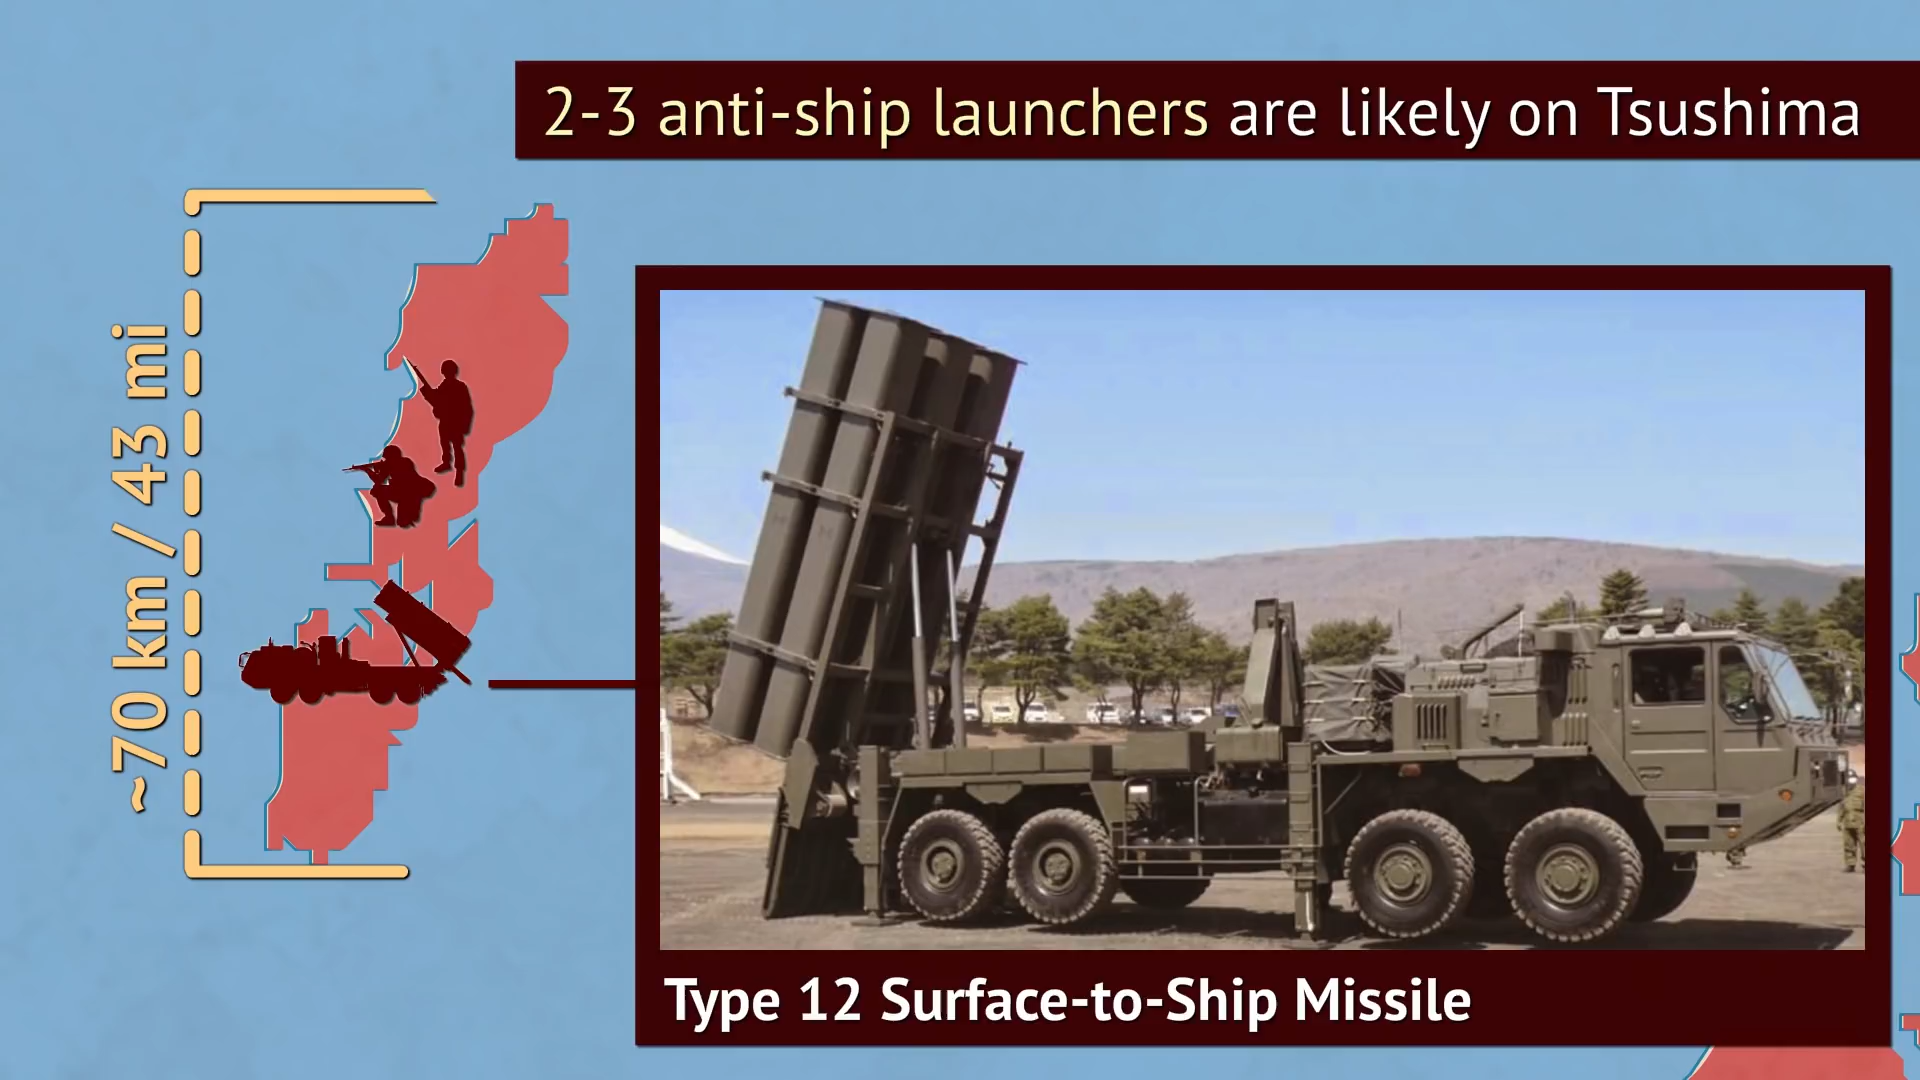 2-3 anti-ship launchers are likely on Tsushima
~70 km / 43 mi
Type 12 Surface-to-Ship Missile